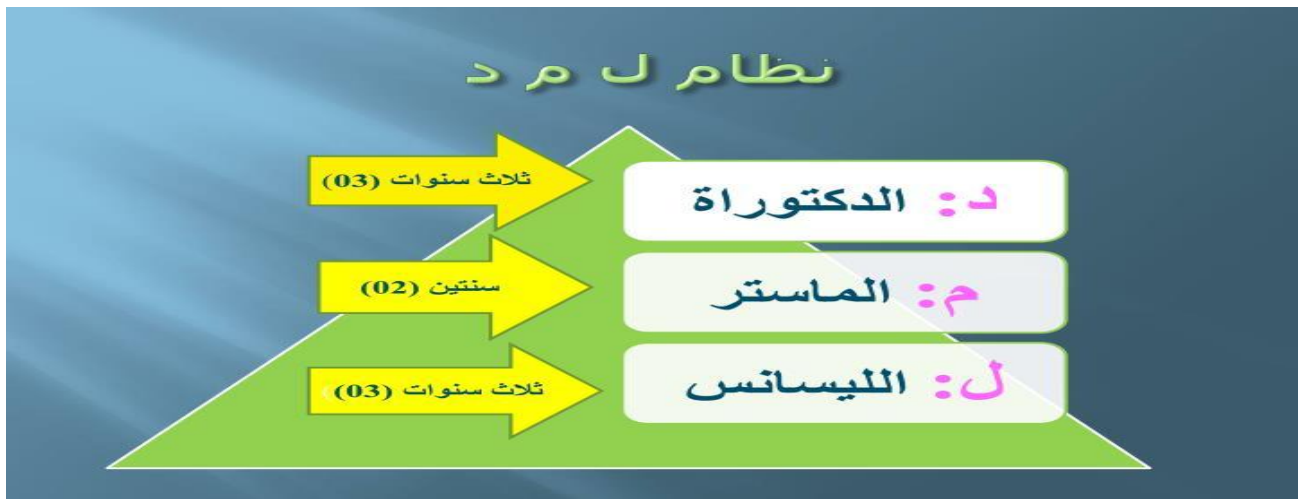 نظام ل م د
د: الدكتوراة
ثلاث سنوات (03)
م: الماستر
سنتين (02)
ل: الليسانس
ثلاث سنوات (03)